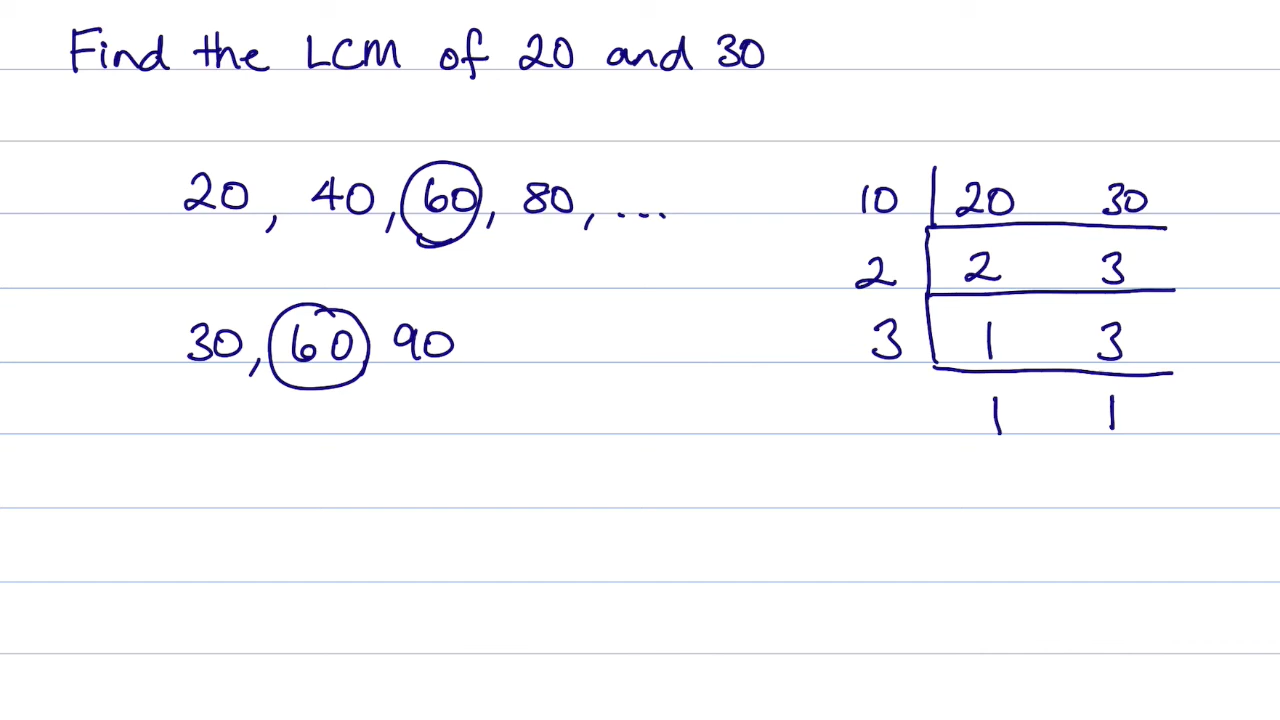 Find the LCM of 20 and 30
20, 40, 60, 80, ...
30, 60 90
10 20 30
2 2 3
3 1 3
1 1